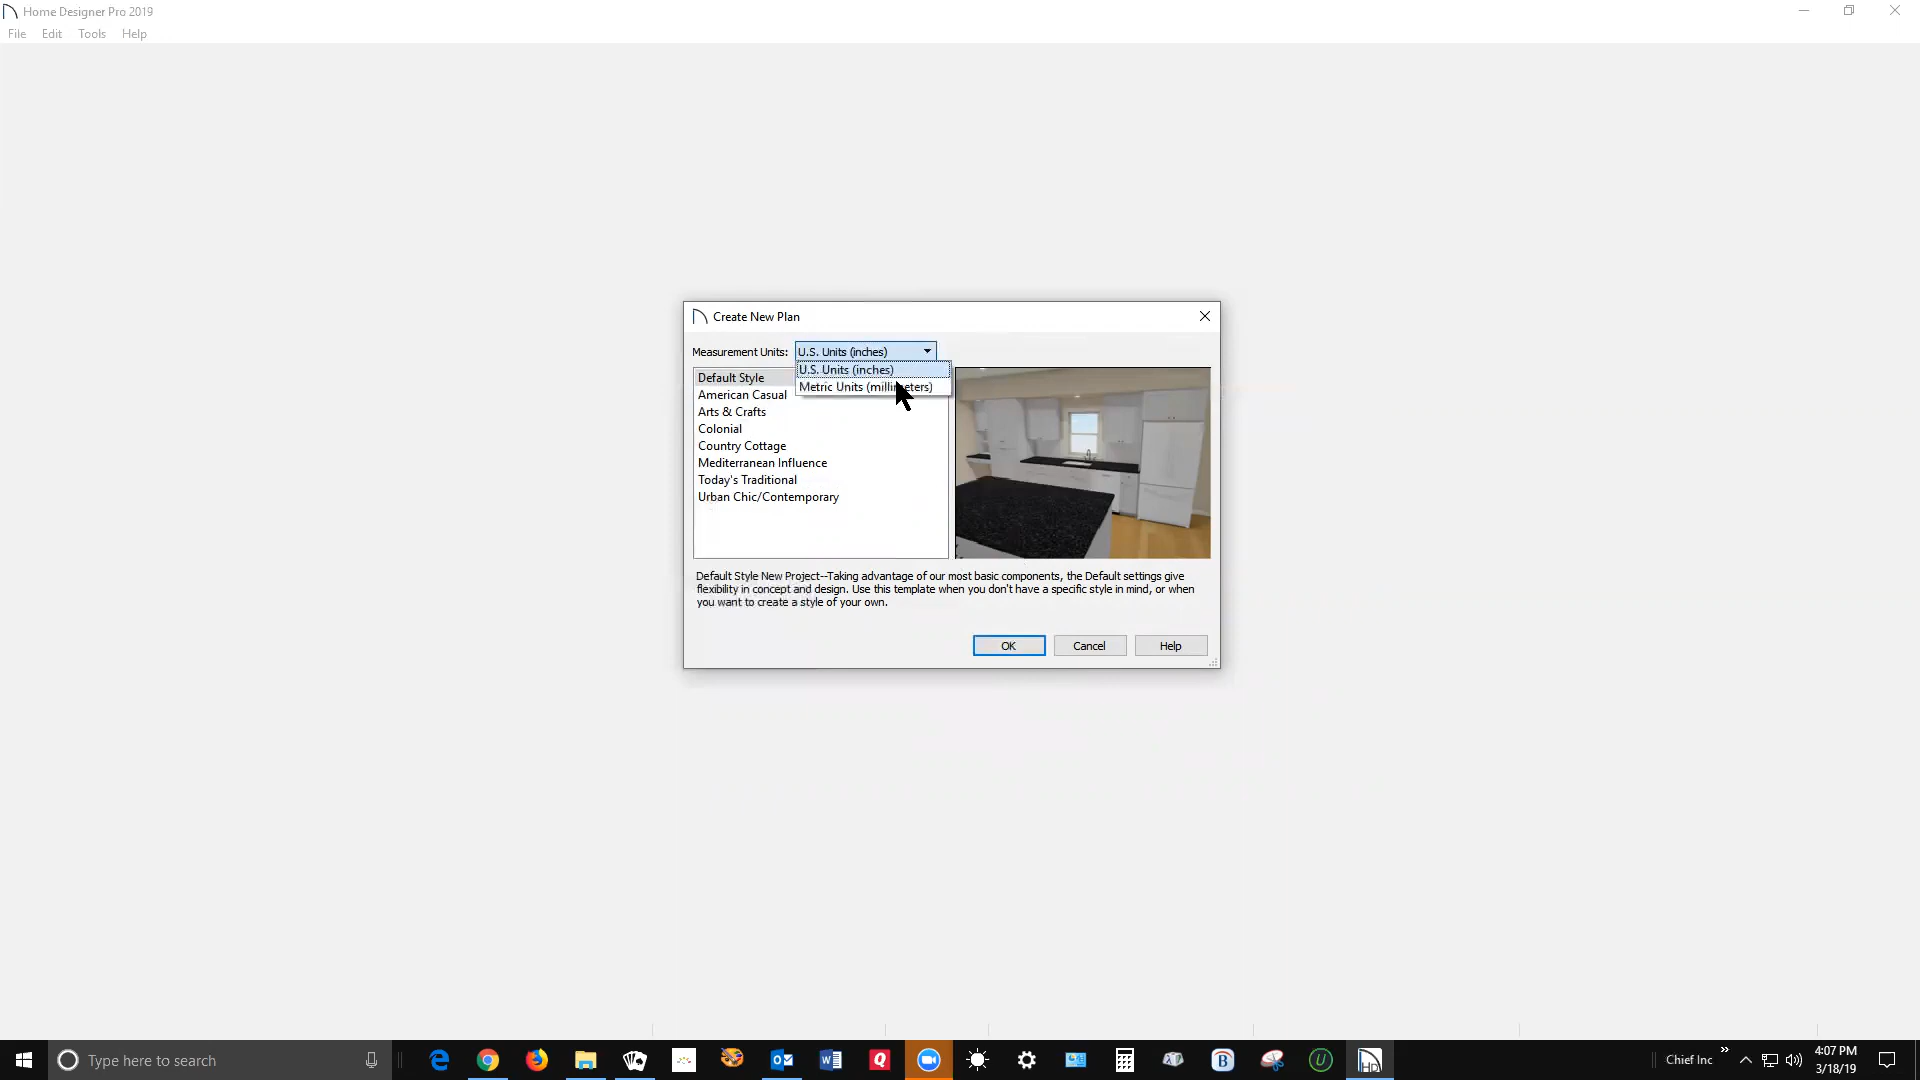 Home Designer Pro 2019
File Edit Tools Help
Create New Plan
Measurement Units: U.S. Units (inches)
U.S. Units (inches)
Metric Units (millimeters)
Default Style
American Casual
Arts & Crafts
Colonial
Country Cottage
Mediterranean Influence
Today's Traditional
Urban Chic/Contemporary
Default Style New Project--Taking advantage of our most basic components, the Default settings give
flexibility in concept and design. Use this template when you don't have a specific style in mind, or when
you want to create a style of your own.
OK Cancel Help
Type here to search
Chief Inc
4:07 PM
3/18/19